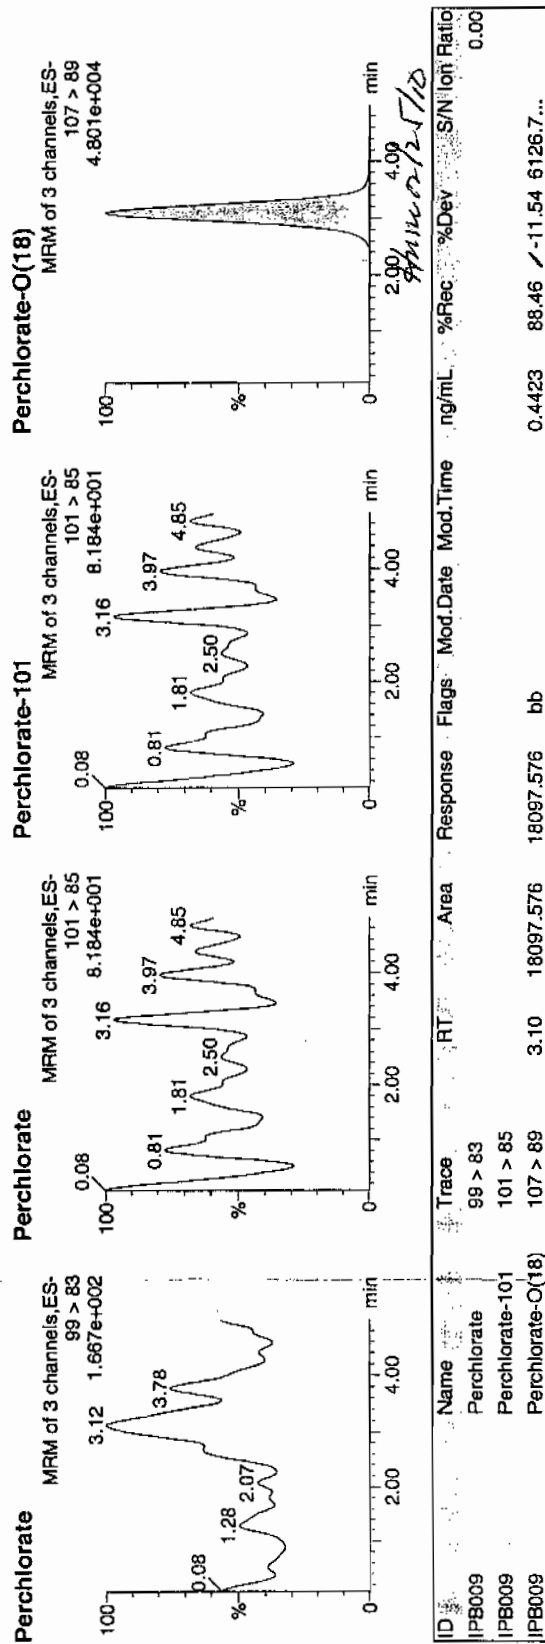 Perchlorate
MRM of 3 channels,ES-
99 > 83
1.667e+002
100
%
0
0.08
1.28
2.07
3.12
3.78
2.00
4.00
min
Perchlorate
MRM of 3 channels,ES-
101 > 85
8.184e+001
100
%
0
0.08
0.81
1.81
2.50
3.16
3.97
4.85
2.00
4.00
min
Perchlorate-101
MRM of 3 channels,ES-
101 > 85
8.184e+001
100
%
0
0.08
0.81
1.81
2.50
3.16
3.97
4.85
2.00
4.00
min
Perchlorate-O(18)
MRM of 3 channels,ES-
107 > 89
4.801e+004
100
%
0
2.00
4.00
min
02/25/10
ID Name Trace RT Area Response Flags Mod.Date Mod.Time ng/mL %Rec %Dev S/N Ion Ratio
IPB009 Perchlorate 99 > 83 0.00
IPB009 Perchlorate-101 101 > 85
IPB009 Perchlorate-O(18) 107 > 89 3.10 18097.576 18097.576 bb 0.4423 88.46 / -11.54 6126.7...